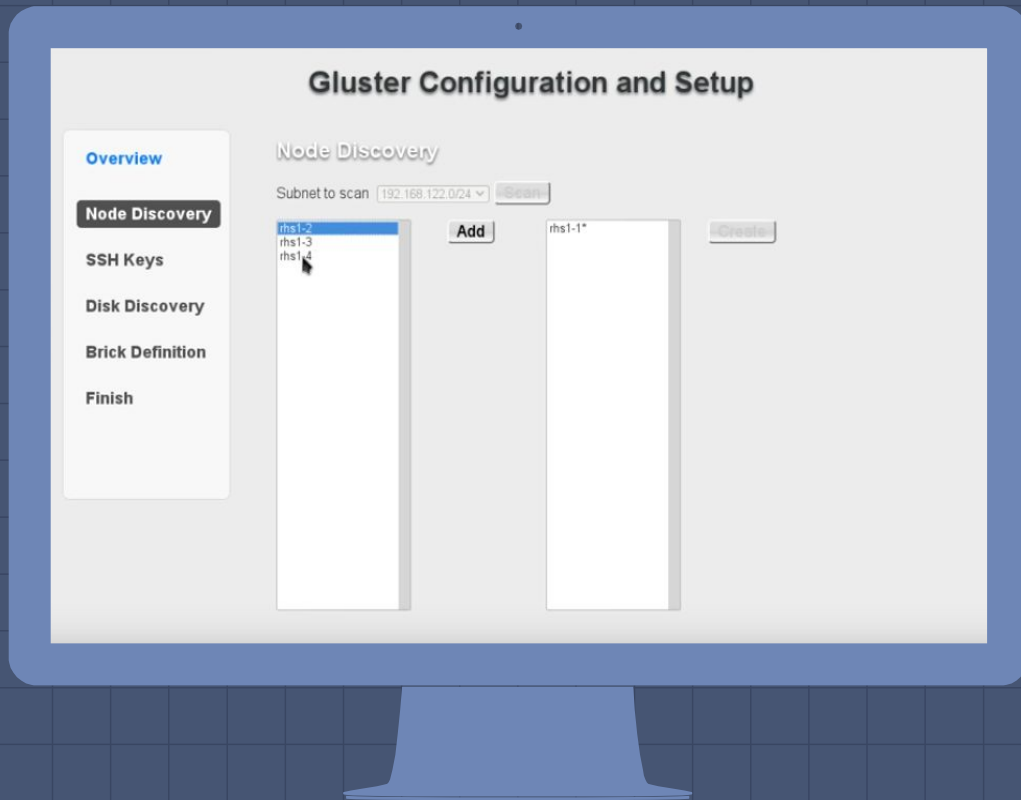 Gluster Configuration and Setup
Overview
Node Discovery
SSH Keys
Disk Discovery
Brick Definition
Finish
Node Discovery
Subnet to scan 192.168.122.0/24 Scan
rhs1-2
rhs1-3
rhs1-4
Add
rhs1-1*
Create